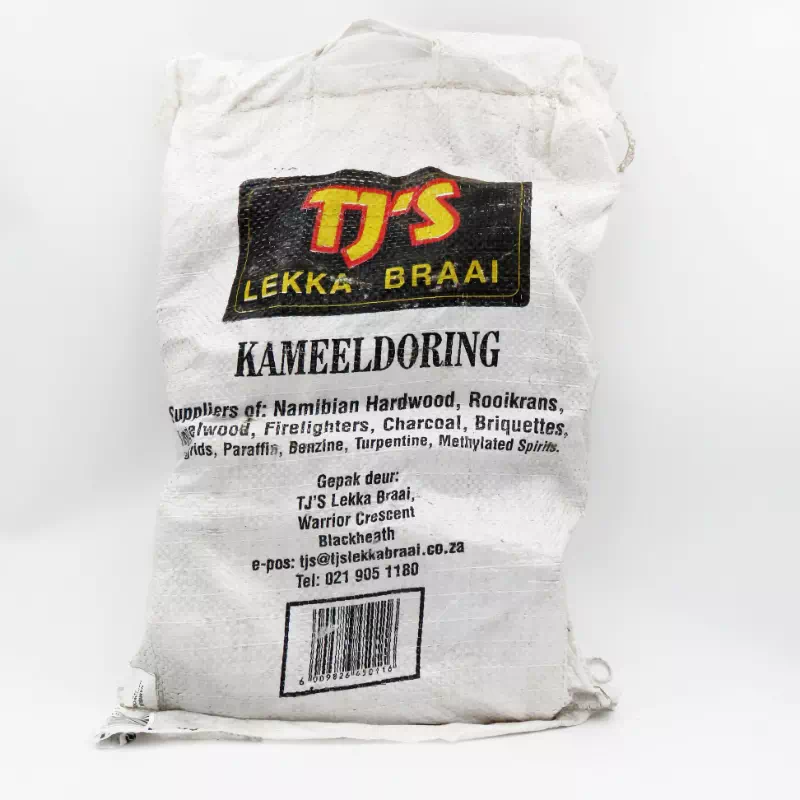 TJ'S
LEKKA BRAAI
KAMEELDORING
Suppliers of: Namibian Hardwood, Rooikrans,
Firelighters, Charcoal, Briquettes,
Paraffin, Benzine, Turpentine, Methylated Spirits.
Gepak deur:
TJ'S Lekka Braai,
Warrior Crescent
Blackheath
e-pos: tjs@tjslekkabraai.co.za
Tel: 021 905 1180